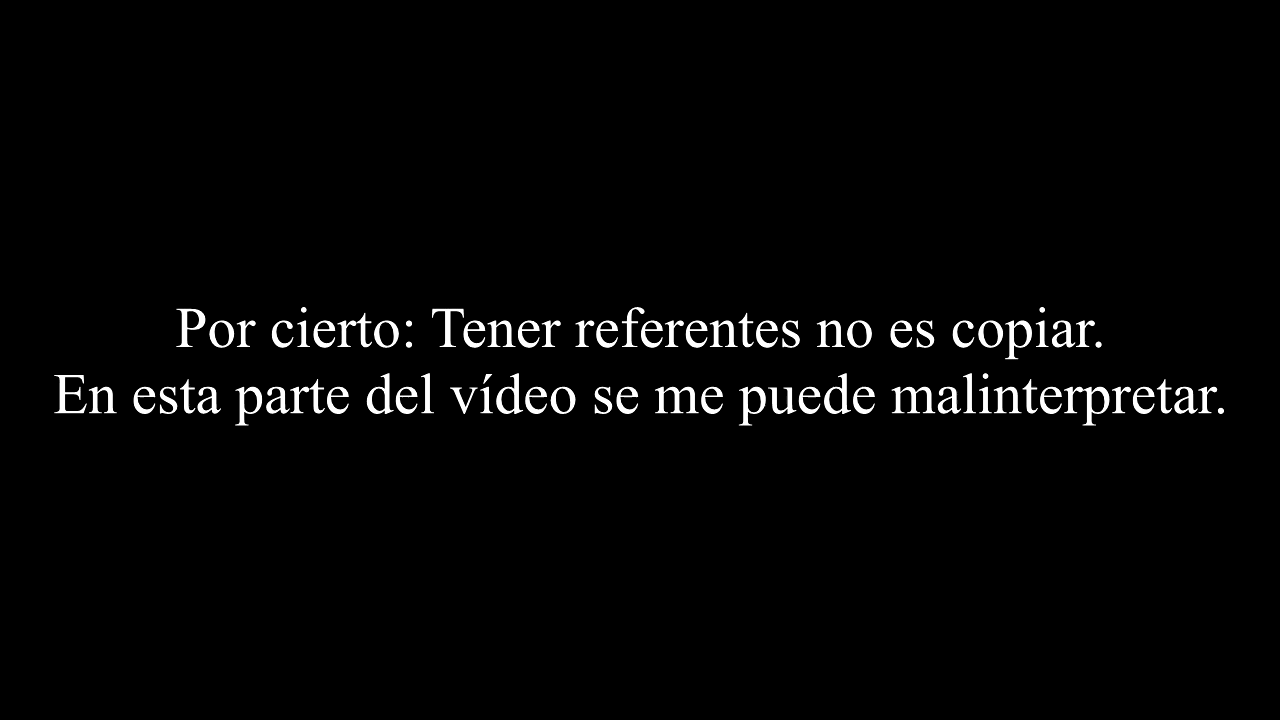 Por cierto: Tener referentes no es copiar.
En esta parte del vídeo se me puede malinterpretar.